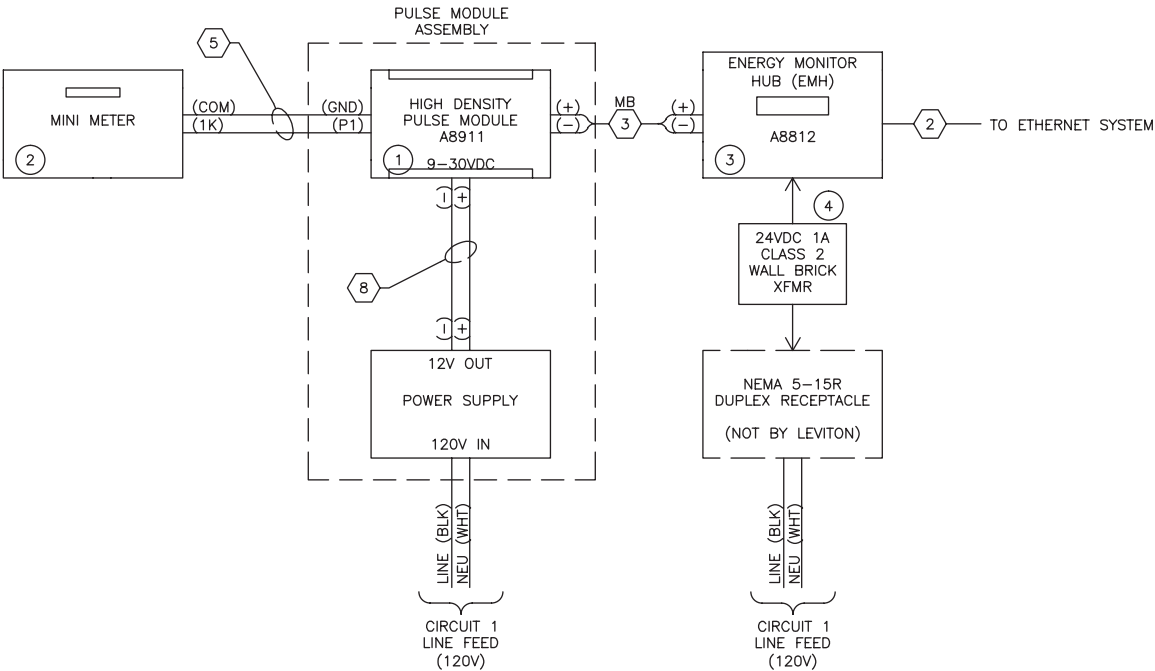 PULSE MODULE
ASSEMBLY
5
MINI METER
2
(COM)
(1K)
(GND)
(P1)
HIGH DENSITY
PULSE MODULE
A8911
1
9-30VDC
(+)
(-)
MB
3
(+)
(-)
ENERGY MONITOR
HUB (EMH)
A8812
3
2
TO ETHERNET SYSTEM
(-)
(+)
8
(-)
(+)
4
24VDC 1A
CLASS 2
WALL BRICK
XFMR
12V OUT
POWER SUPPLY
120V IN
NEMA 5-15R
DUPLEX RECEPTACLE
(NOT BY LEVITON)
LINE (BLK)
NEU (WHT)
CIRCUIT 1
LINE FEED
(120V)
LINE (BLK)
NEU (WHT)
CIRCUIT 1
LINE FEED
(120V)